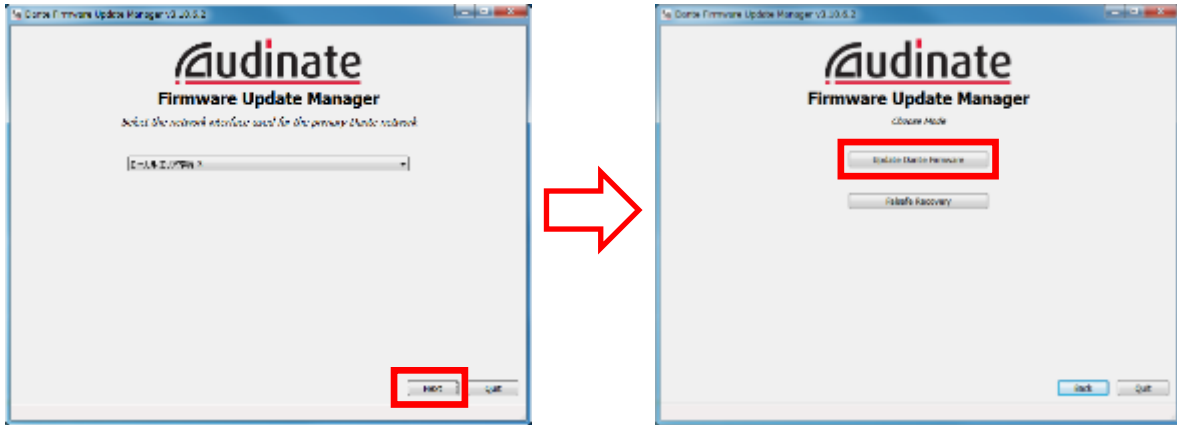 Dante Firmware Update Manager v3.10.6.2
Audinate
Firmware Update Manager
Select the network interface used for the primary Dante network
Next
Quit
Dante Firmware Update Manager v3.10.6.2
Audinate
Firmware Update Manager
Choose Mode
Update Dante Firmware
Failsafe Recovery
Back
Quit